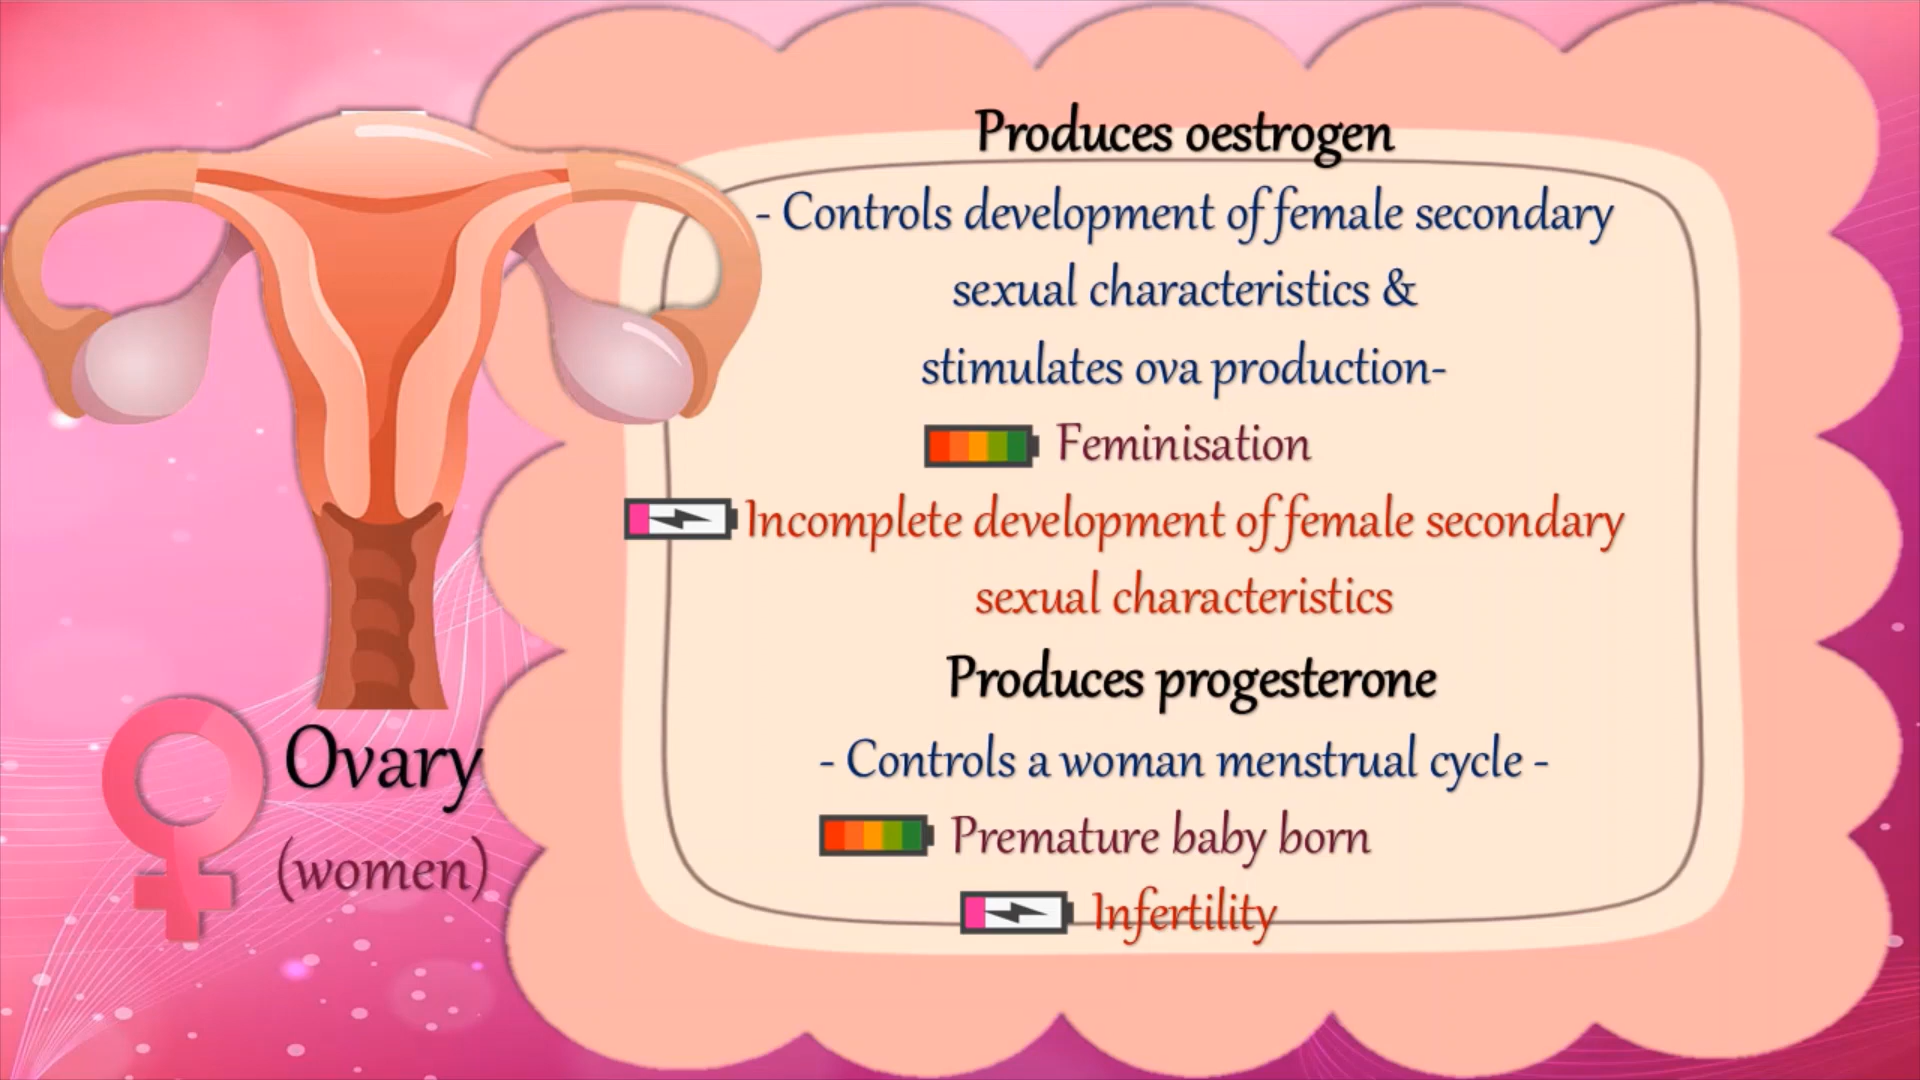 Produces oestrogen
- Controls development of female secondary
sexual characteristics &
stimulates ova production-
Feminisation
Incomplete development of female secondary
sexual characteristics
Produces progesterone
- Controls a woman menstrual cycle -
Premature baby born
Infertility
Ovary
(women)